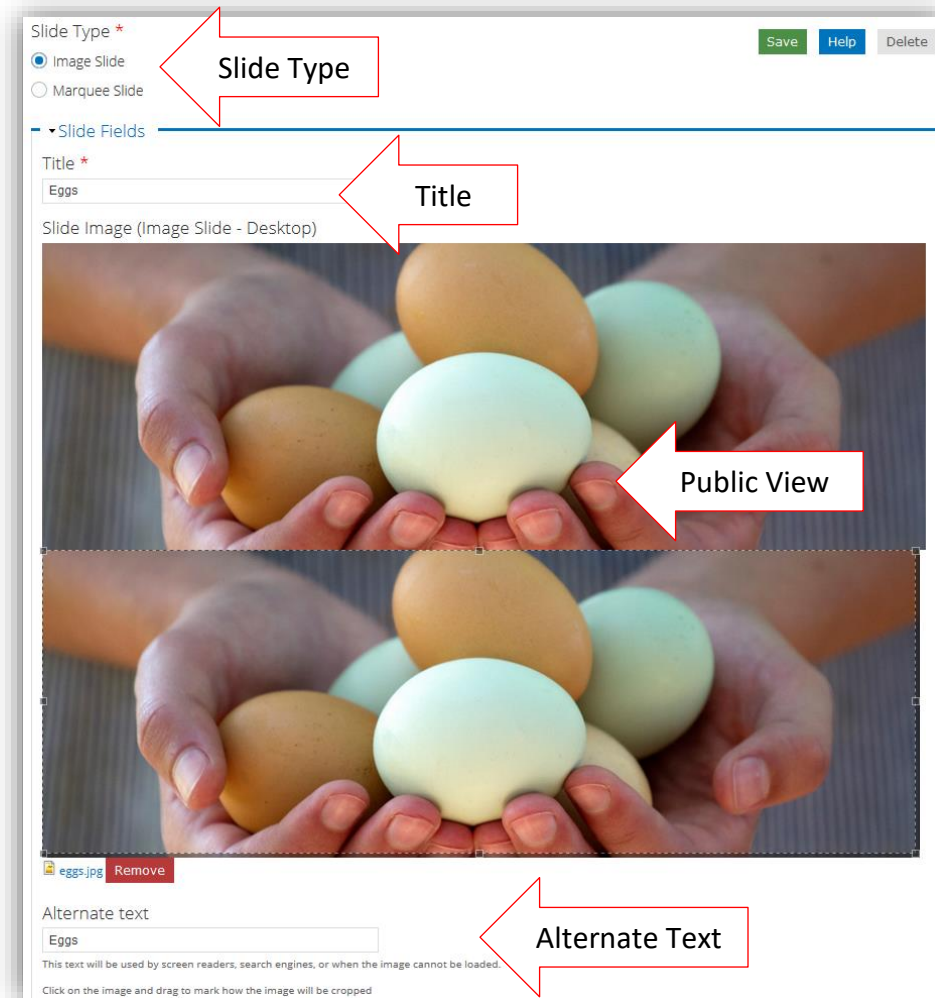 Slide Type *
Save Help Delete
Image Slide
Slide Type
Marquee Slide
Slide Fields
Title *
Eggs
Title
Slide Image (Image Slide - Desktop)
Public View
eggs.jpg Remove
Alternate text
Eggs
Alternate Text
This text will be used by screen readers, search engines, or when the image cannot be loaded.
Click on the image and drag to mark how the image will be cropped